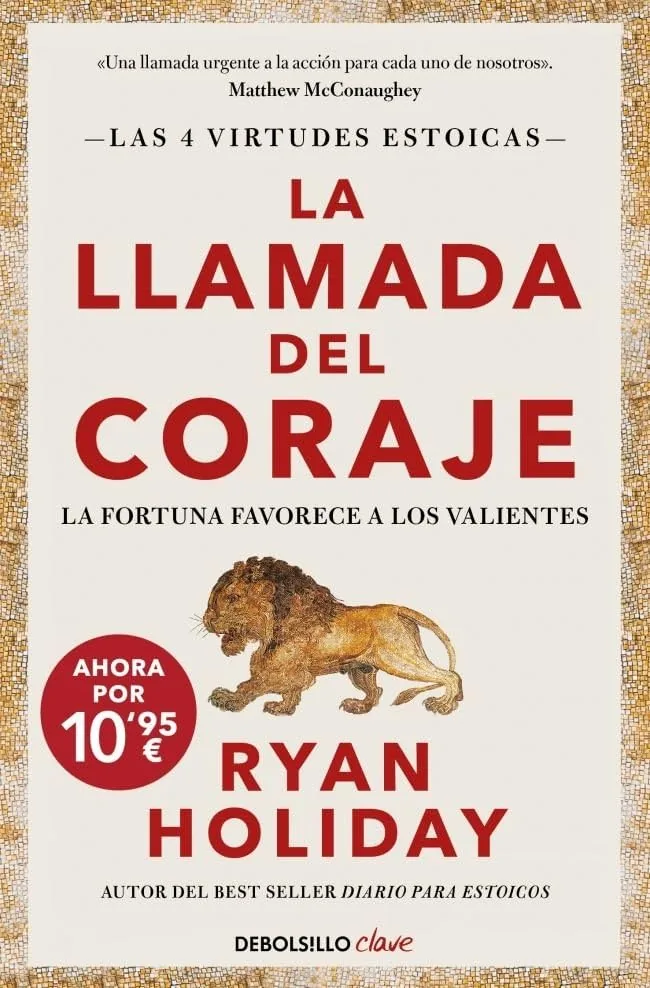 «Una llamada urgente a la acción para cada uno de nosotros».
Matthew McConaughey
—LAS 4 VIRTUDES ESTOICAS—
LA
LLAMADA
DEL
CORAJE
LA FORTUNA FAVORECE A LOS VALIENTES
AHORA
POR
10'95
€
RYAN
HOLIDAY
AUTOR DEL BEST SELLER DIARIO PARA ESTOICOS
DEBOLS!LLO clave